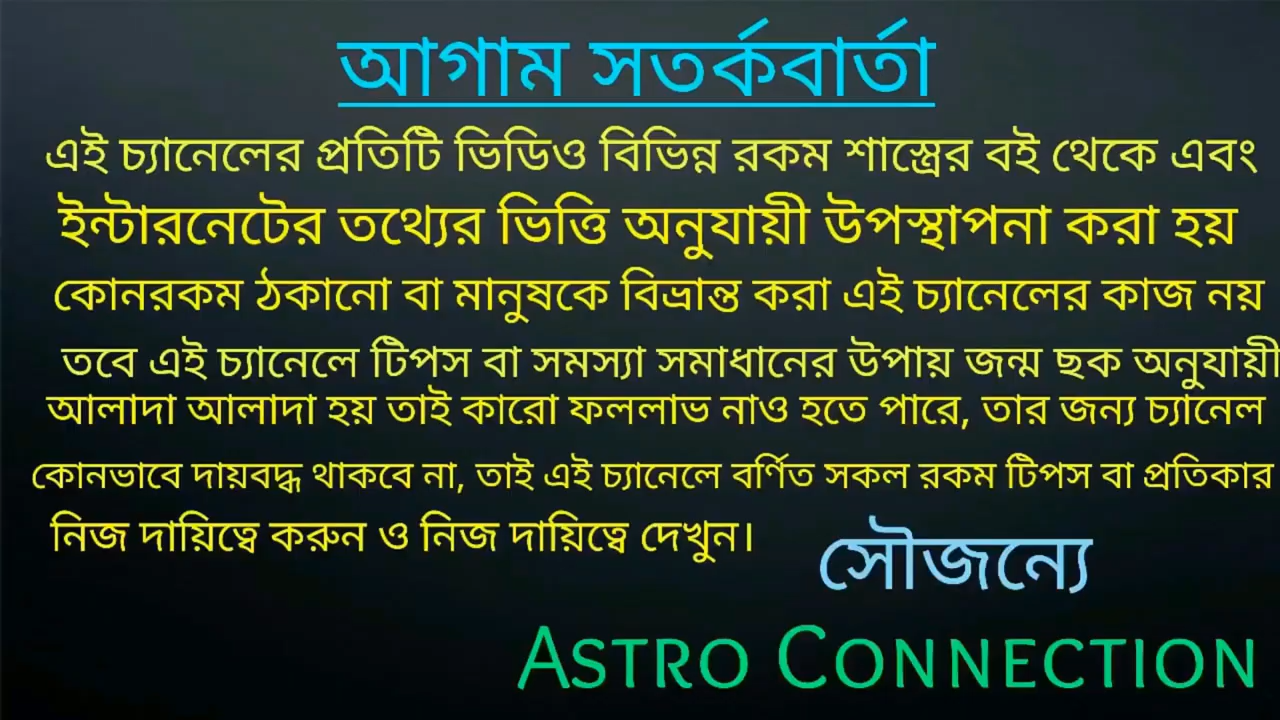 আগাম সতর্কবার্তা
এই চ্যানেলের প্রতিটি ভিডিও বিভিন্ন রকম শাস্ত্রের বই থেকে এবং
ইন্টারনেটের তথ্যের ভিত্তি অনুযায়ী উপস্থাপনা করা হয়
কোনরকম ঠকানো বা মানুষকে বিভ্রান্ত করা এই চ্যানেলের কাজ নয়
তবে এই চ্যানেলে টিপস বা সমস্যা সমাধানের উপায় জন্ম ছক অনুযায়ী
আলাদা আলাদা হয় তাই কারো ফললাভ নাও হতে পারে, তার জন্য চ্যানেল
কোনভাবে দায়বদ্ধ থাকবে না, তাই এই চ্যানেলে বর্ণিত সকল রকম টিপস বা প্রতিকার
নিজ দায়িত্বে করুন ও নিজ দায়িত্বে দেখুন।
সৌজন্যে
ASTRO CONNECTION